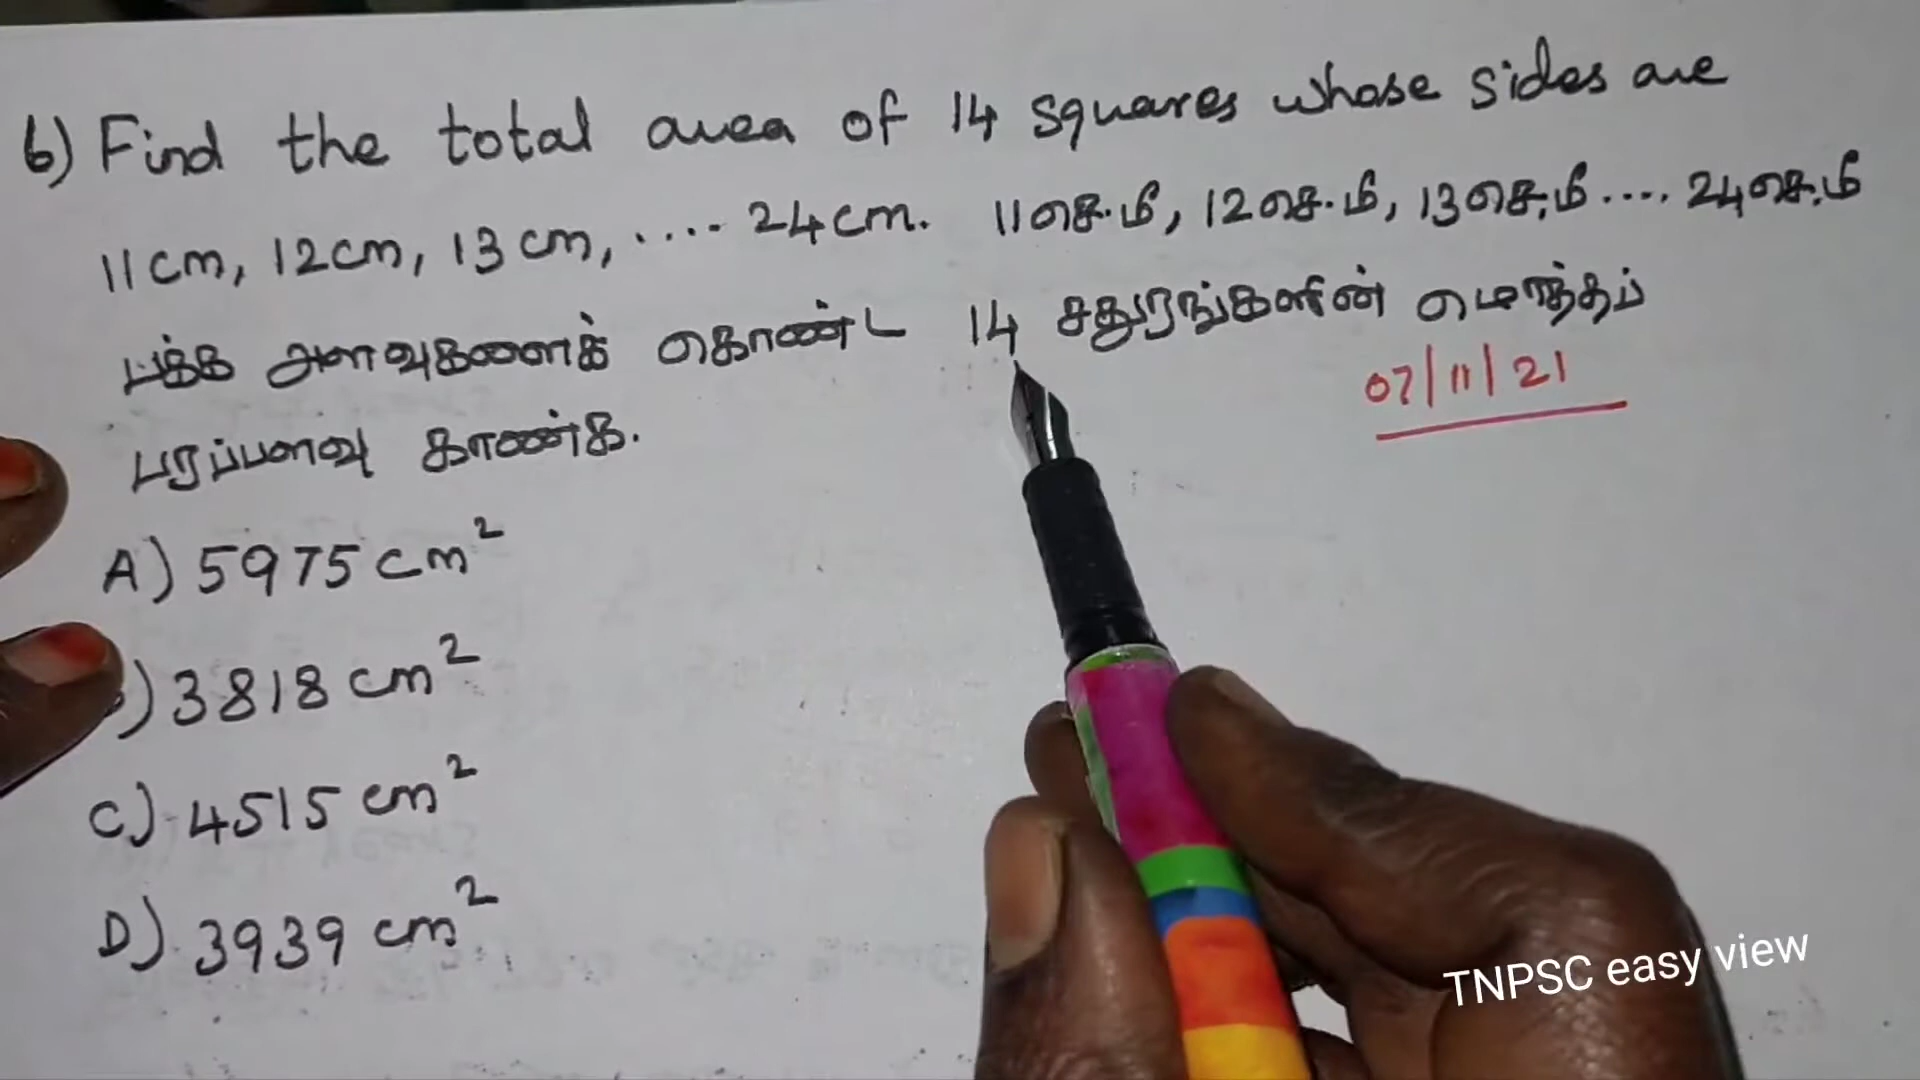 6) Find the total area of 14 squares whose sides are
11cm, 12cm, 13cm, .... 24cm. 11செ.மீ, 12செ.மீ, 13செ.மீ .... 24செ.மீ
பக்க அளவுகளைக் கொண்ட 14 சதுரங்களின் மொத்தப்
பரப்பளவு காண்க.
07/11/21
A) 5975 cm²
) 3818 cm²
C) 4515 cm²
D) 3939 cm²
TNPSC easy view